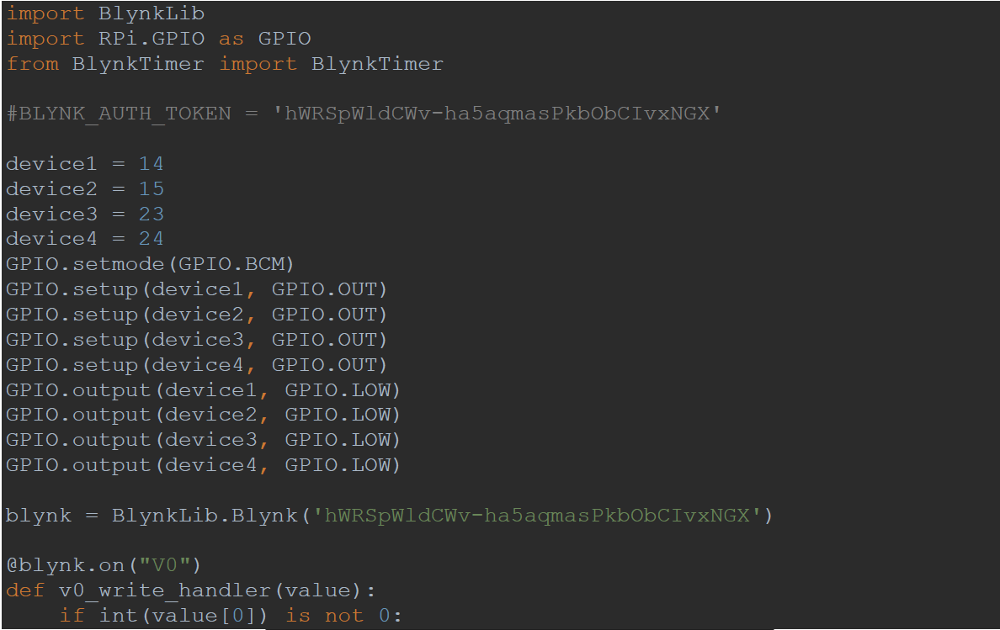 import BlynkLib
import RPi.GPIO as GPIO
from BlynkTimer import BlynkTimer
#BLYNK_AUTH_TOKEN = 'hWRSpWldCWv-ha5aqmasPkbObCIvxNGX'
device1 = 14
device2 = 15
device3 = 23
device4 = 24
GPIO.setmode(GPIO.BCM)
GPIO.setup(device1, GPIO.OUT)
GPIO.setup(device2, GPIO.OUT)
GPIO.setup(device3, GPIO.OUT)
GPIO.setup(device4, GPIO.OUT)
GPIO.output(device1, GPIO.LOW)
GPIO.output(device2, GPIO.LOW)
GPIO.output(device3, GPIO.LOW)
GPIO.output(device4, GPIO.LOW)
blynk = BlynkLib.Blynk('hWRSpWldCWv-ha5aqmasPkbObCIvxNGX')
@blynk.on("V0")
def v0_write_handler(value):
    if int(value[0]) is not 0: